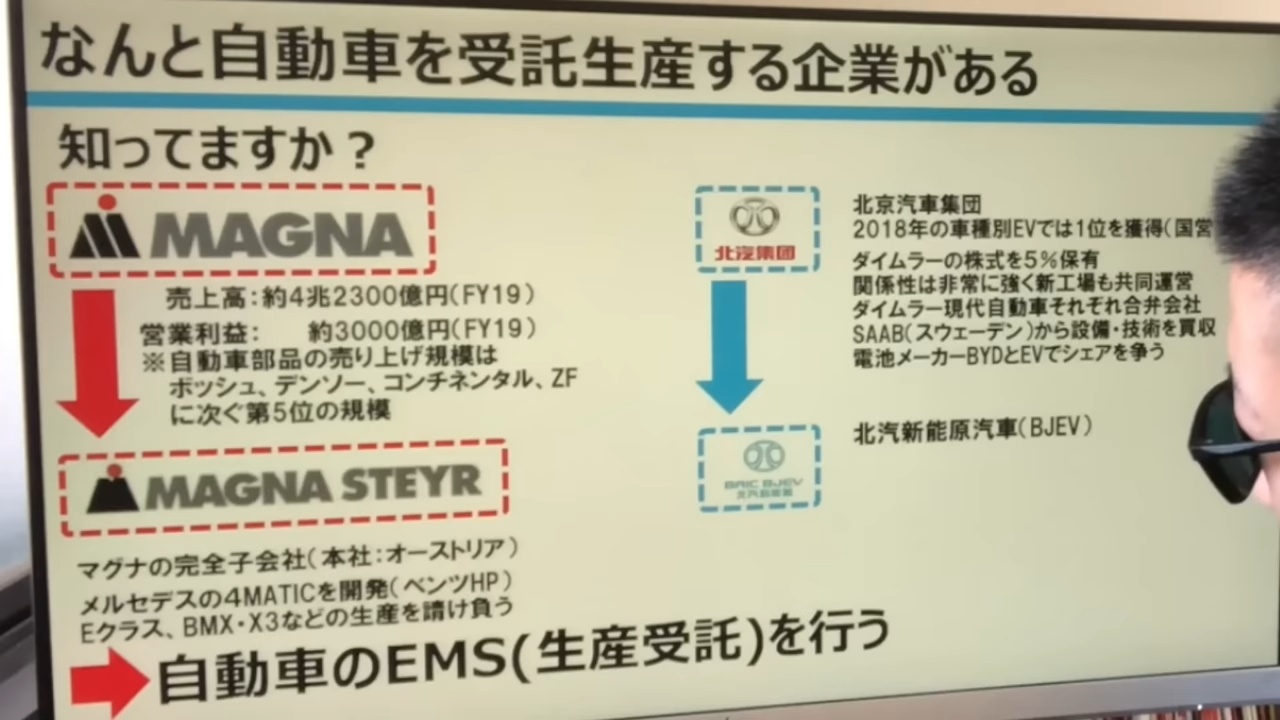 なんと自動車を受託生産する企業がある
知ってますか？
MAGNA
売上高：約4兆2300億円(FY19)
営業利益：　約3000億円(FY19)
※自動車部品の売り上げ規模は
ボッシュ、デンソー、コンチネンタル、ZF
に次ぐ第5位の規模
MAGNA STEYR
マグナの完全子会社(本社：オーストリア)
メルセデスの4MATICを開発(ベンツHP)
Eクラス、BMX・X3などの生産を請け負う
自動車のEMS(生産受託)を行う
北汽集团
北京汽車集団
2018年の車種別EVでは1位を獲得(国営
ダイムラーの株式を5%保有
関係性は非常に強く新工場も共同運営
ダイムラー現代自動車それぞれ合弁会社
SAAB(スウェーデン)から設備・技術を買収
電池メーカーBYDとEVでシェアを争う
北汽新能原汽車(BJEV)
BAIC BJEV